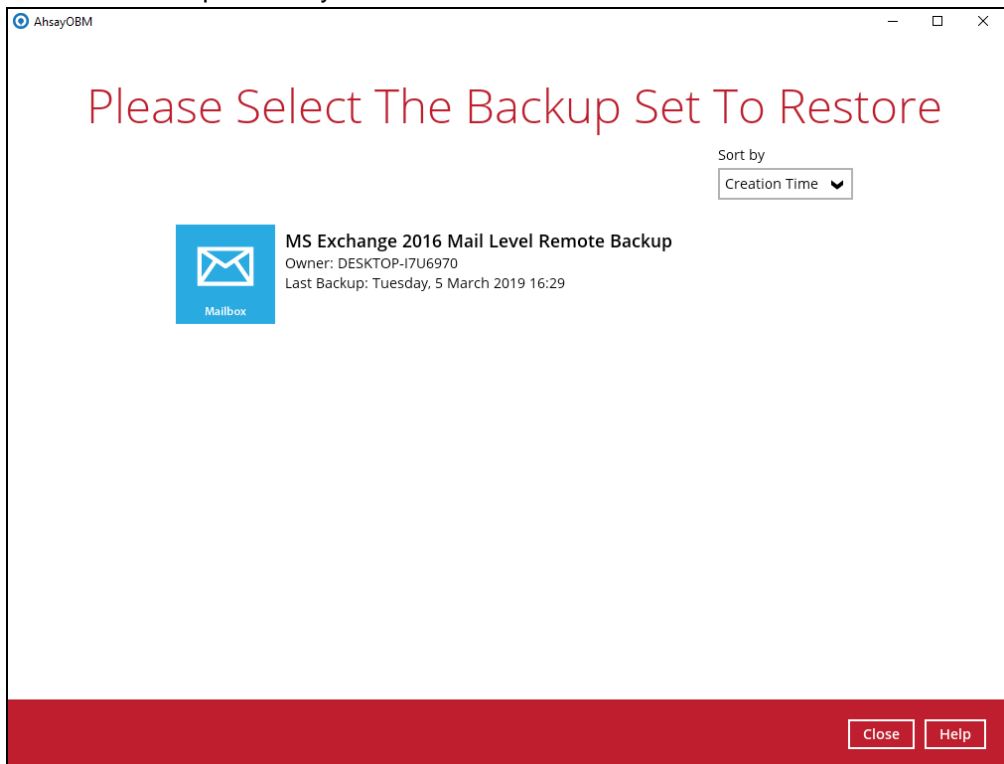 AhsayOBM
Please Select The Backup Set To Restore
Sort by
Creation Time
MS Exchange 2016 Mail Level Remote Backup
Owner: DESKTOP-I7U6970
Last Backup: Tuesday, 5 March 2019 16:29
Mailbox
Close Help